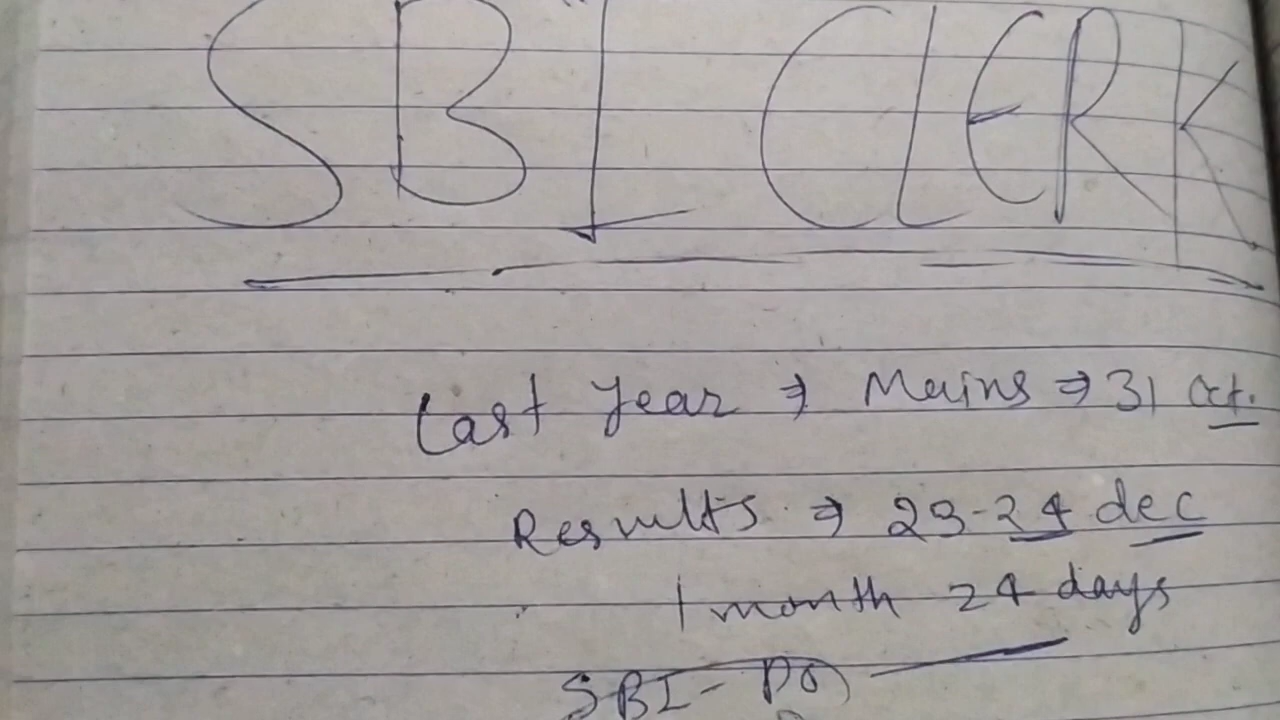 SBI CLERK
Last Year ⇒ Mains ⇒ 31 Oct.
Results ⇒ 23-24 dec
1 month 24 days
SBI - PO